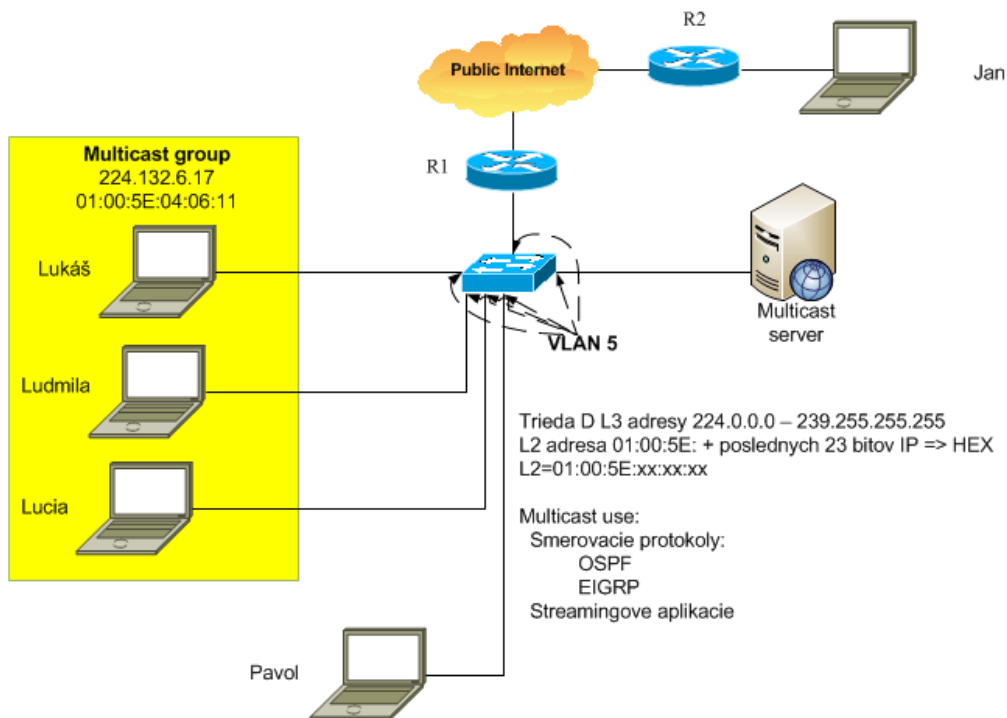 R2
Public Internet
Jan
Multicast group
224.132.6.17
01:00:5E:04:06:11
R1
Lukáš
Multicast
server
VLAN 5
Ludmila
Trieda D L3 adresy 224.0.0.0 – 239.255.255.255
L2 adresa 01:00:5E: + poslednych 23 bitov IP => HEX
L2=01:00:5E:xx:xx:xx
Lucia
Multicast use:
Smerovacie protokoly:
OSPF
EIGRP
Streamingove aplikacie
Pavol